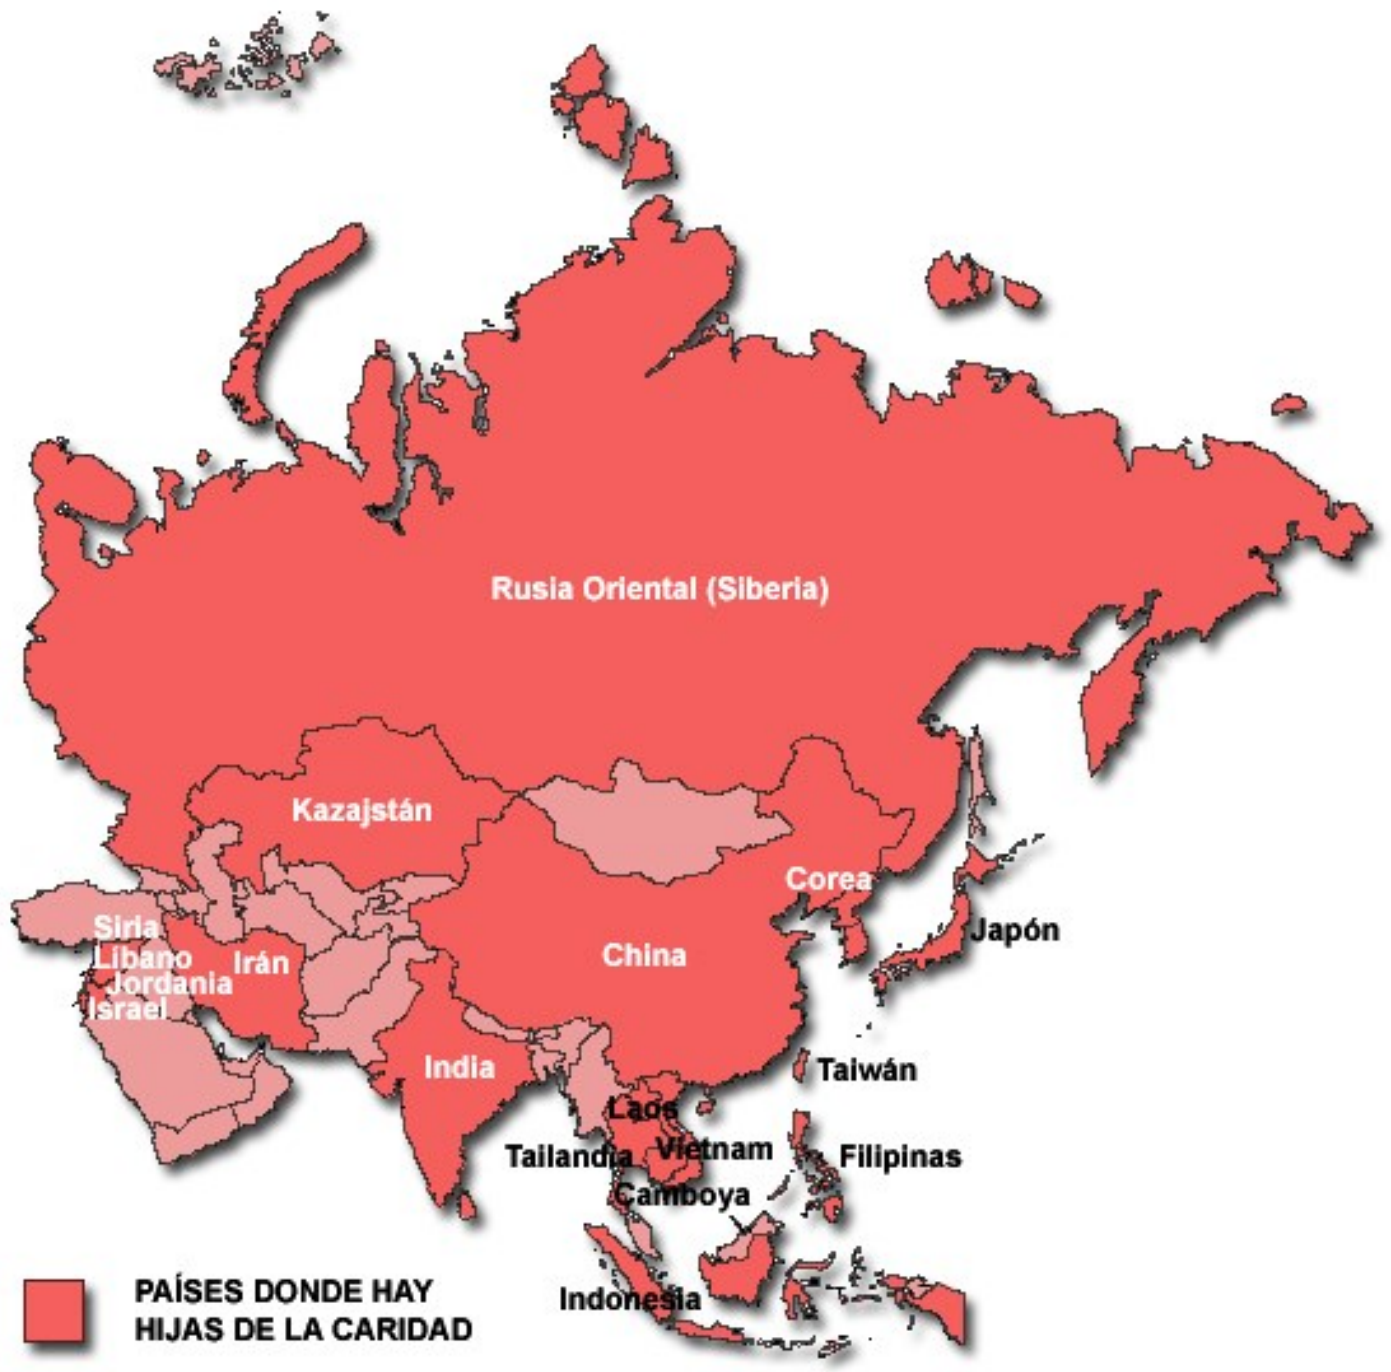 Rusia Oriental (Siberia)
Kazajstán
Corea
Siria
Japón
Líbano
Irán
China
Jordania
Israel
India
Taiwán
Laos
Vietnam
Tailandia
Filipinas
Camboya
Indonesia
PAÍSES DONDE HAY
HIJAS DE LA CARIDAD